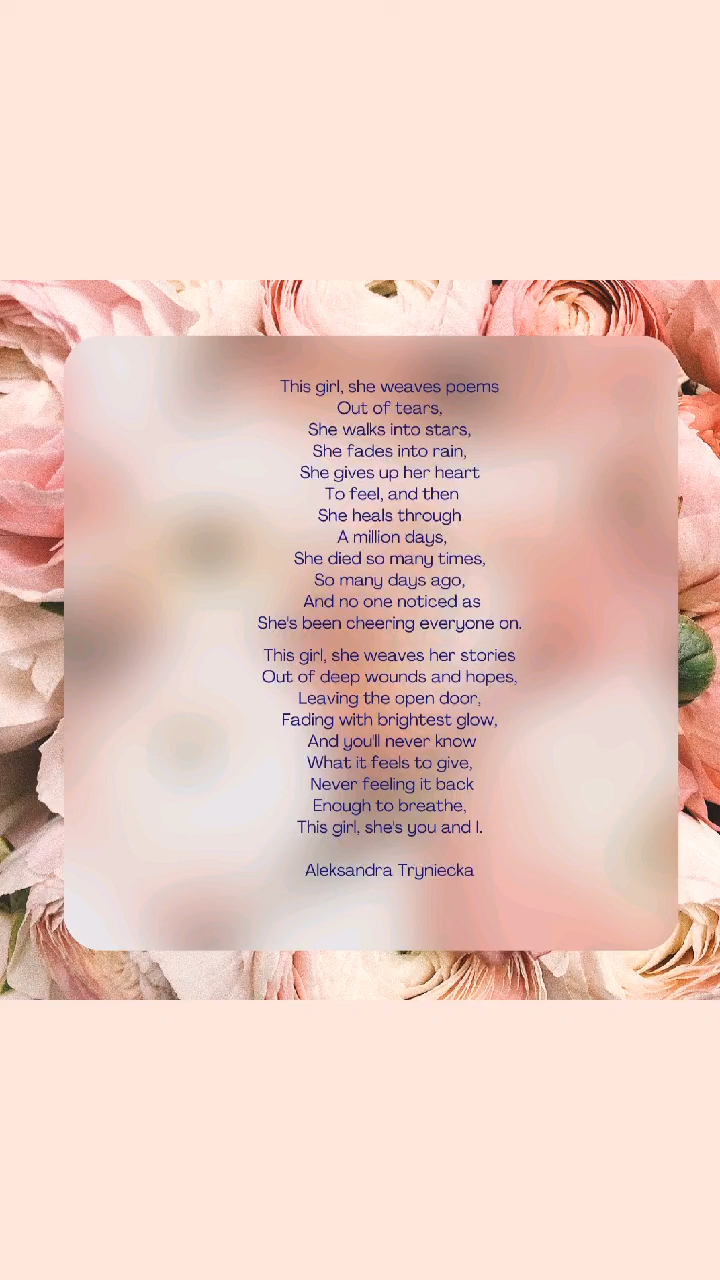 This girl, she weaves poems
Out of tears,
She walks into stars,
She fades into rain,
She gives up her heart
To feel, and then
She heals through
A million days,
She died so many times,
So many days ago,
And no one noticed as
She's been cheering everyone on.
This girl, she weaves her stories
Out of deep wounds and hopes,
Leaving the open door,
Fading with brightest glow,
And you'll never know
What it feels to give,
Never feeling it back
Enough to breathe,
This girl, she's you and I.
Aleksandra Tryniecka